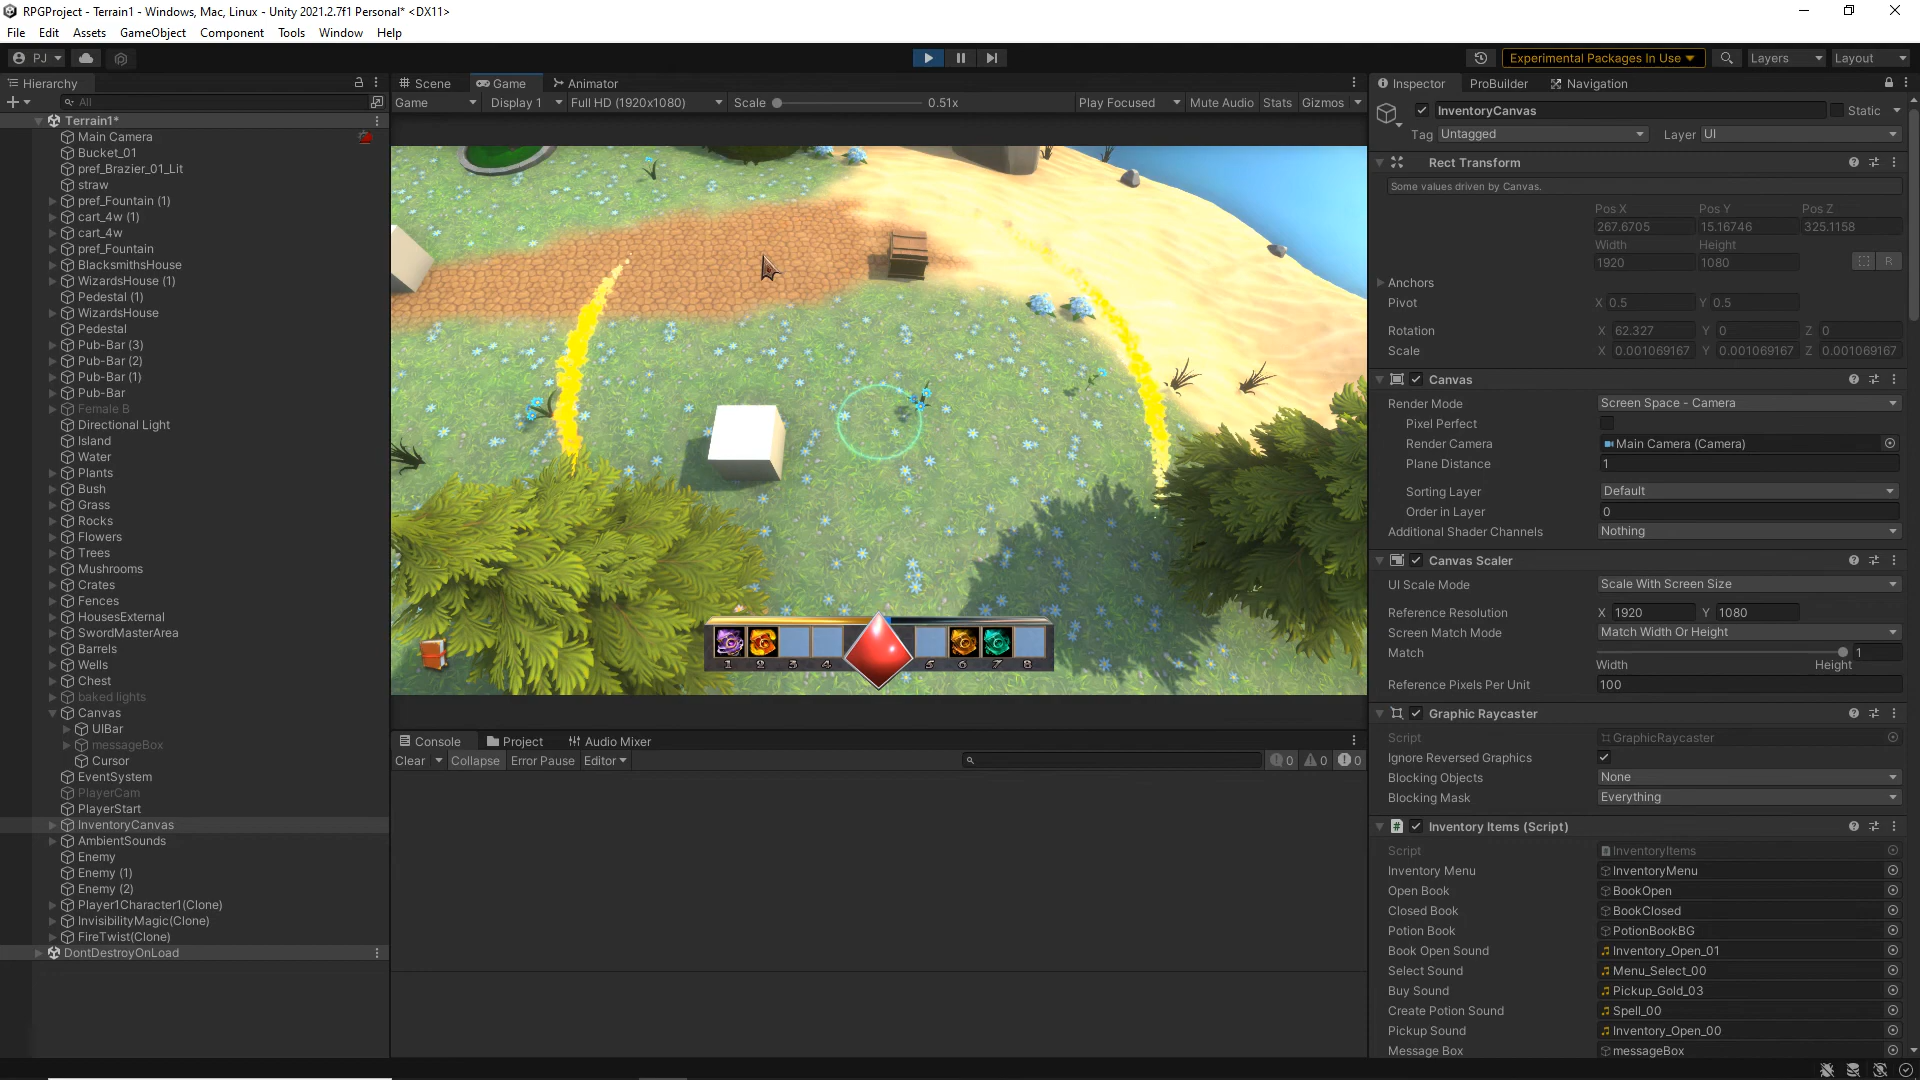 RPGProject - Terrain1 - Windows, Mac, Linux - Unity 2021.2.7f1 Personal* <DX11>
File Edit Assets GameObject Component Tools Window Help
PJ
Experimental Packages In Use
Layers
Layout
Hierarchy
All
Terrain1*
Main Camera
Bucket_01
pref_Brazier_01_Lit
straw
pref_Fountain (1)
cart_4w (1)
cart_4w
pref_Fountain
BlacksmithsHouse
WizardsHouse (1)
Pedestal (1)
WizardsHouse
Pedestal
Pub-Bar (3)
Pub-Bar (2)
Pub-Bar (1)
Pub-Bar
Female B
Directional Light
Island
Water
Plants
Bush
Grass
Rocks
Flowers
Trees
Mushrooms
Crates
Fences
HousesExternal
SwordMasterArea
Barrels
Wells
Chest
baked lights
Canvas
UIBar
messageBox
Cursor
EventSystem
PlayerCam
PlayerStart
InventoryCanvas
AmbientSounds
Enemy
Enemy (1)
Enemy (2)
Player1Character1(Clone)
InvisibilityMagic(Clone)
FireTwist(Clone)
DontDestroyOnLoad
Scene Game Animator
Game Display 1 Full HD (1920x1080) Scale 0.51x Play Focused Mute Audio Stats Gizmos
1 2 3 4 5 6 7 8
Console Project Audio Mixer
Clear Collapse Error Pause Editor 0 0 0
Inspector ProBuilder Navigation
InventoryCanvas Static
Tag Untagged Layer UI
Rect Transform
Some values driven by Canvas.
Pos X Pos Y Pos Z
267.6705 15.16746 325.1158
Width Height
1920 1080 R
Anchors
Pivot X 0.5 Y 0.5
Rotation X 62.327 Y 0 Z 0
Scale X 0.001069167 Y 0.001069167 Z 0.001069167
Canvas
Render Mode Screen Space - Camera
Pixel Perfect
Render Camera Main Camera (Camera)
Plane Distance 1
Sorting Layer Default
Order in Layer 0
Additional Shader Channels Nothing
Canvas Scaler
UI Scale Mode Scale With Screen Size
Reference Resolution X 1920 Y 1080
Screen Match Mode Match Width Or Height
Match 1
Width Height
Reference Pixels Per Unit 100
Graphic Raycaster
Script GraphicRaycaster
Ignore Reversed Graphics
Blocking Objects None
Blocking Mask Everything
# Inventory Items (Script)
Script InventoryItems
Inventory Menu InventoryMenu
Open Book BookOpen
Closed Book BookClosed
Potion Book PotionBookBG
Book Open Sound Inventory_Open_01
Select Sound Menu_Select_00
Buy Sound Pickup_Gold_03
Create Potion Sound Spell_00
Pickup Sound Inventory_Open_00
Message Box messageBox